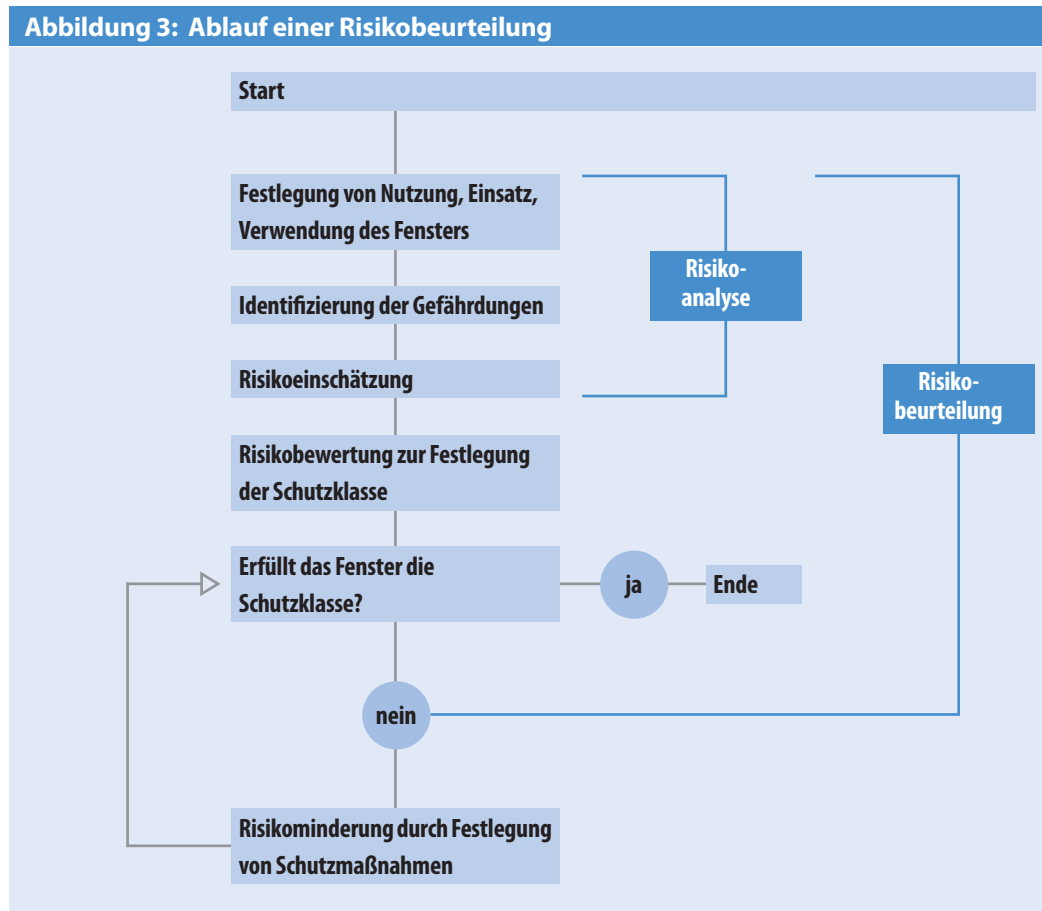 Abbildung 3: Ablauf einer Risikobeurteilung
Start
Festlegung von Nutzung, Einsatz,
Verwendung des Fensters
Risiko-
analyse
Identifizierung der Gefährdungen
Risikoeinschätzung
Risiko-
beurteilung
Risikobewertung zur Festlegung
der Schutzklasse
Erfüllt das Fenster die
Schutzklasse?
ja
Ende
nein
Risikominderung durch Festlegung
von Schutzmaßnahmen